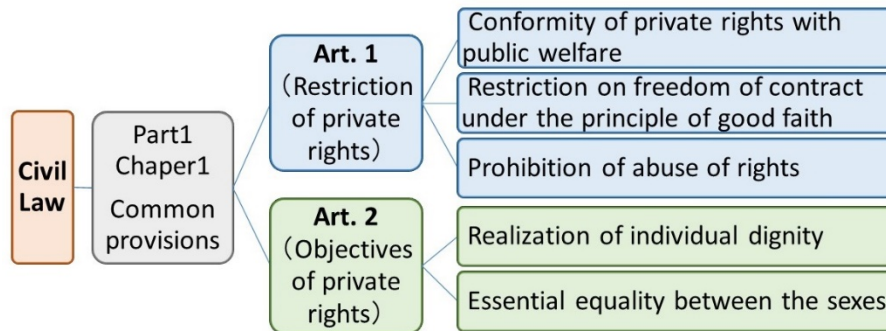 Civil
Law
Part1
Chaper1
Common
provisions
Art. 1
（Restriction
of private
rights）
Conformity of private rights with
public welfare
Restriction on freedom of contract
under the principle of good faith
Prohibition of abuse of rights
Art. 2
（Objectives
of private
rights）
Realization of individual dignity
Essential equality between the sexes